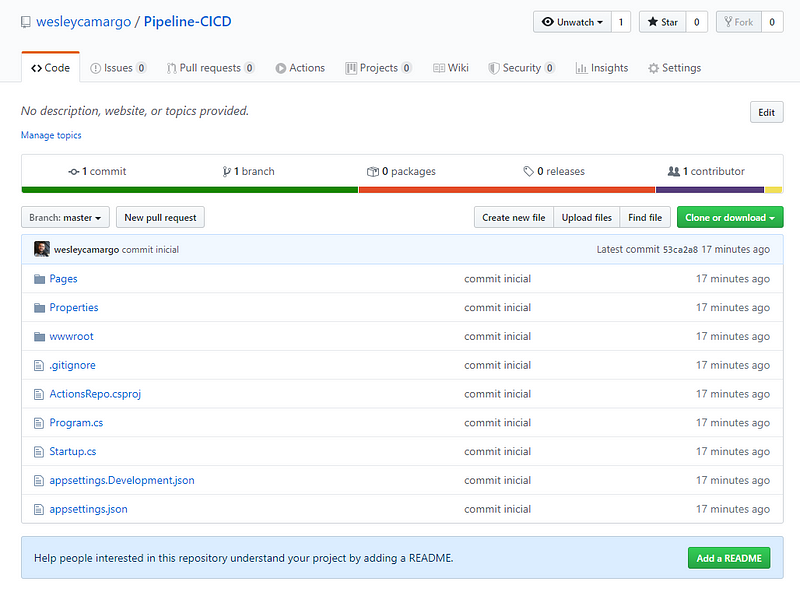 wesleycamargo / Pipeline-CICD Unwatch 1 Star 0 Fork 0
Code Issues 0 Pull requests 0 Actions Projects 0 Wiki Security 0 Insights Settings
No description, website, or topics provided. Edit
Manage topics
1 commit 1 branch 0 packages 0 releases 1 contributor
Branch: master New pull request Create new file Upload files Find file Clone or download
wesleycamargo commit inicial Latest commit 53ca2a8 17 minutes ago
Pages commit inicial 17 minutes ago
Properties commit inicial 17 minutes ago
wwwroot commit inicial 17 minutes ago
.gitignore commit inicial 17 minutes ago
ActionsRepo.csproj commit inicial 17 minutes ago
Program.cs commit inicial 17 minutes ago
Startup.cs commit inicial 17 minutes ago
appsettings.Development.json commit inicial 17 minutes ago
appsettings.json commit inicial 17 minutes ago
Help people interested in this repository understand your project by adding a README. Add a README